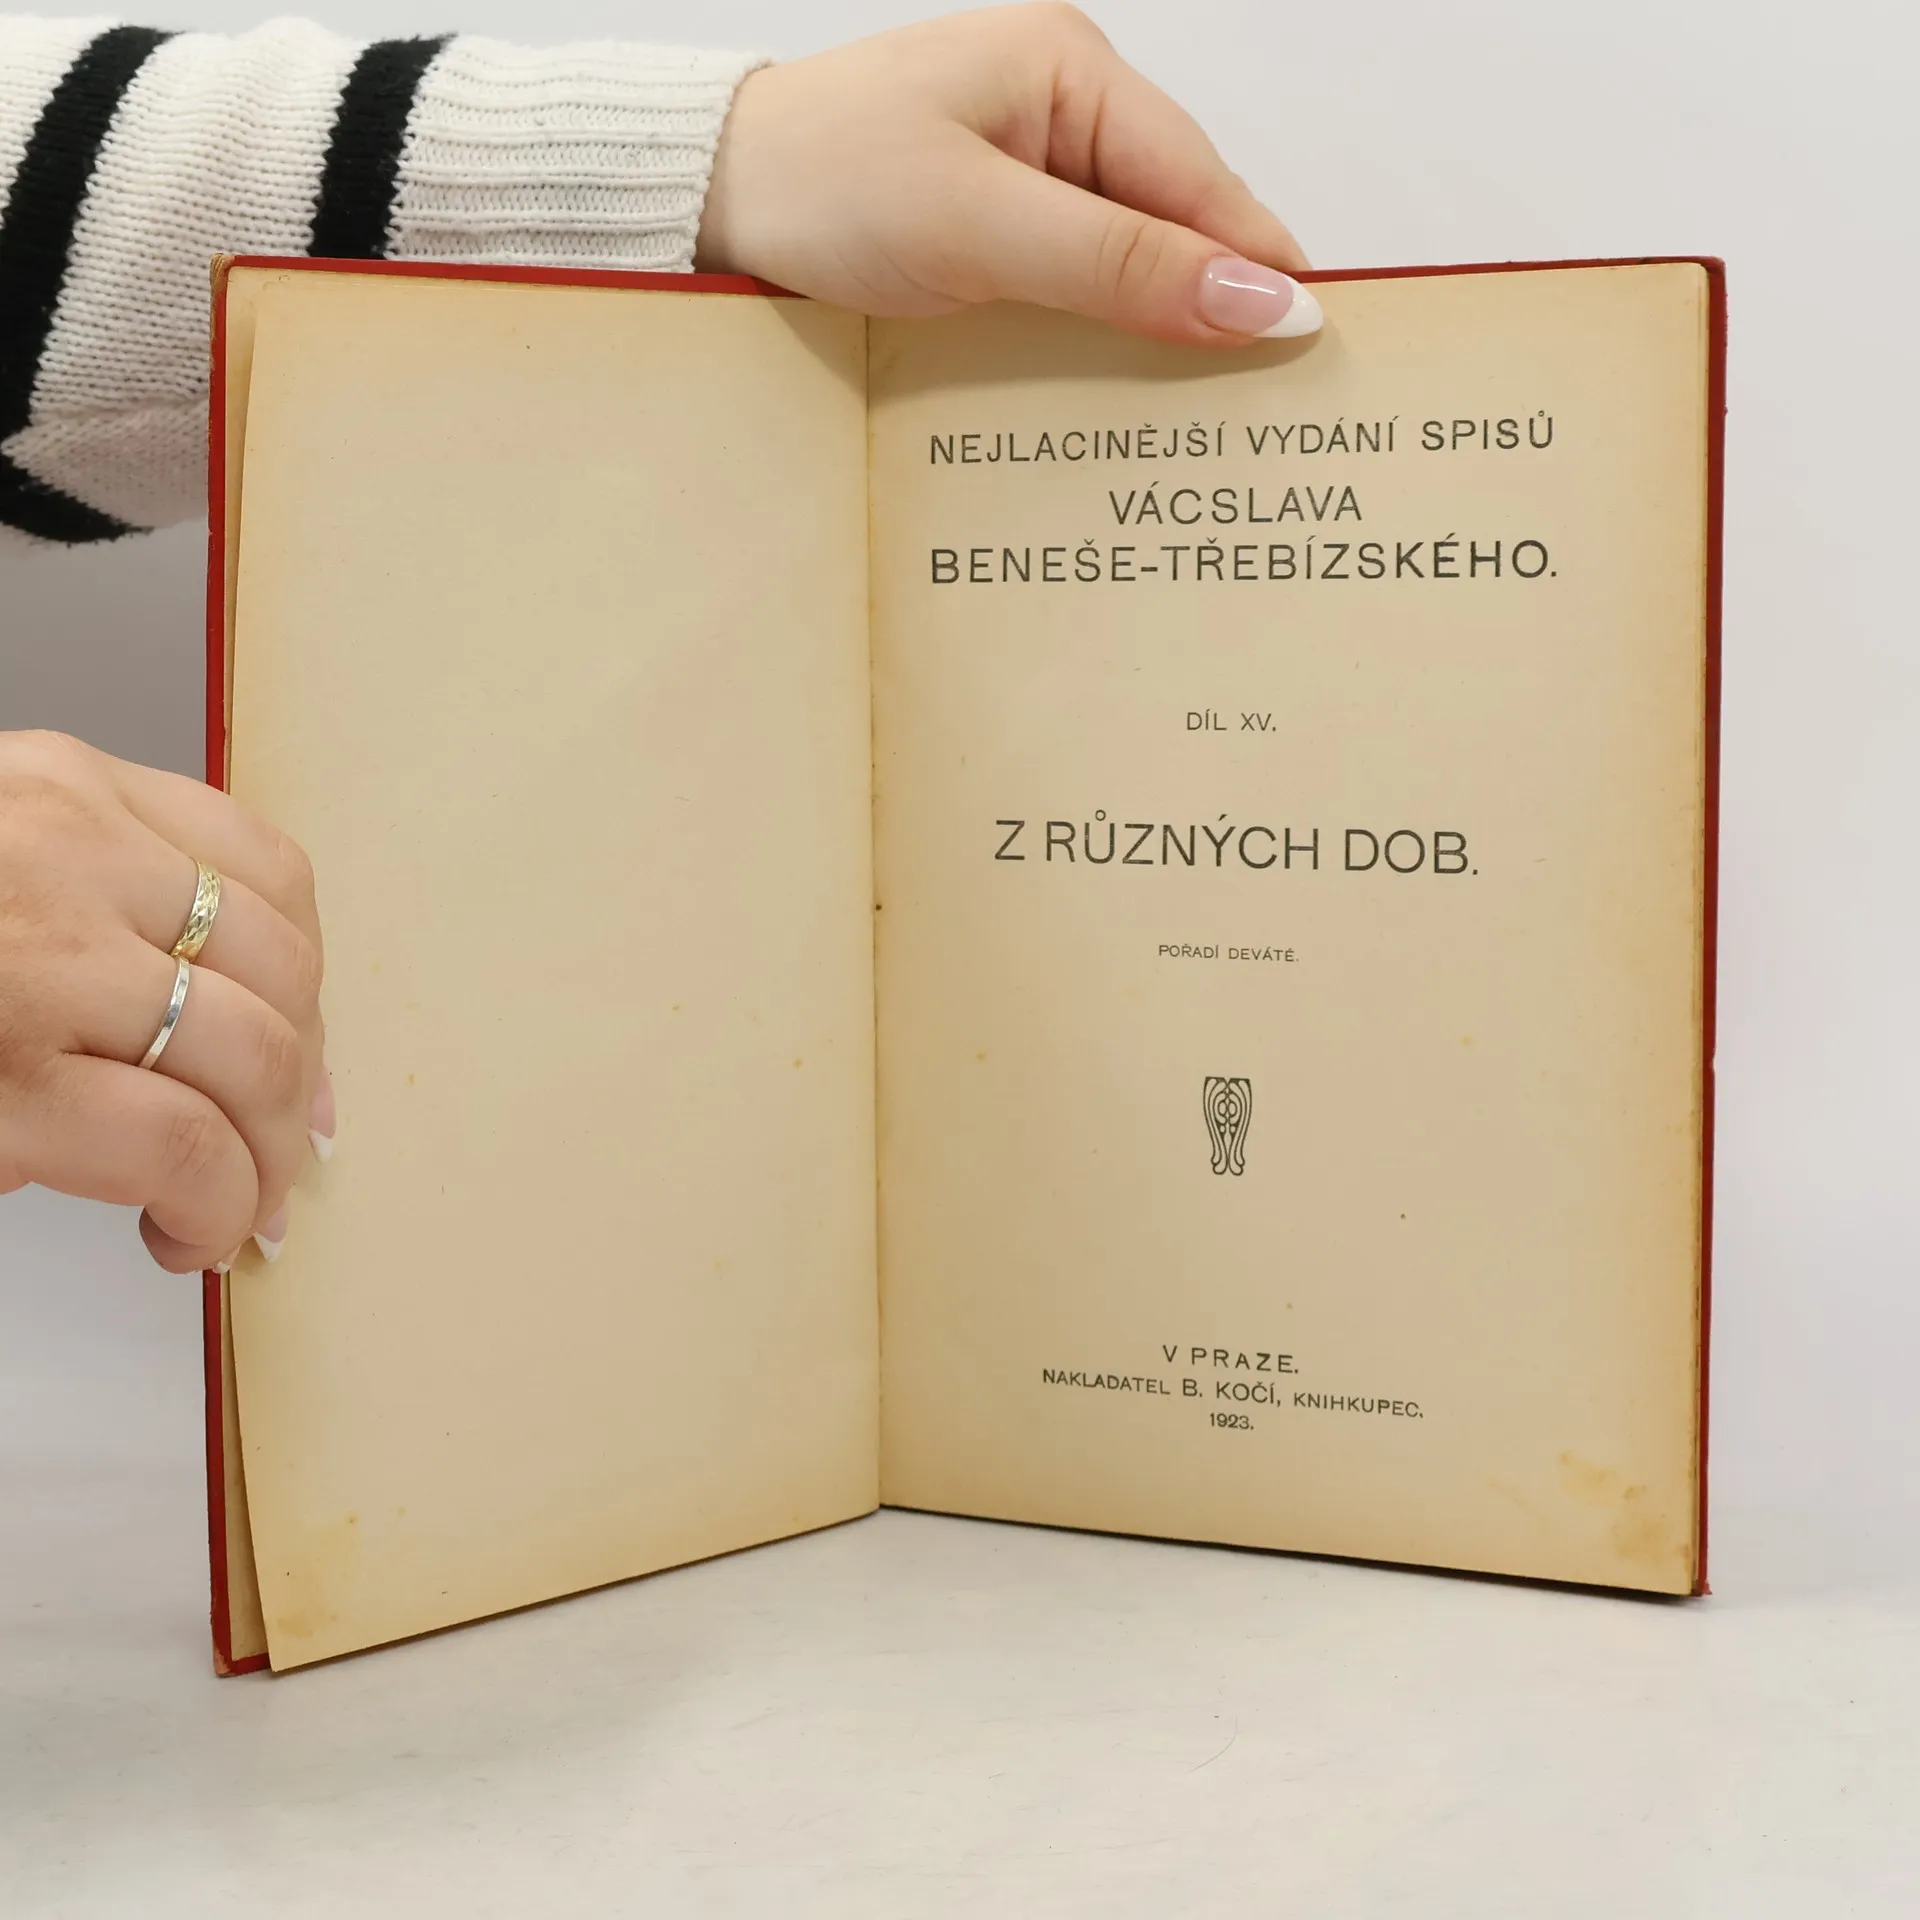 NEJLACINĚJŠÍ VYDÁNÍ SPISŮ
VÁCSLAVA
BENEŠE-TŘEBÍZSKÉHO.
DÍL XV.
Z RŮZNÝCH DOB.
POŘADÍ DEVÁTÉ.
V PRAZE.
NAKLADATEL B. KOČÍ, KNIHKUPEC.
1923.